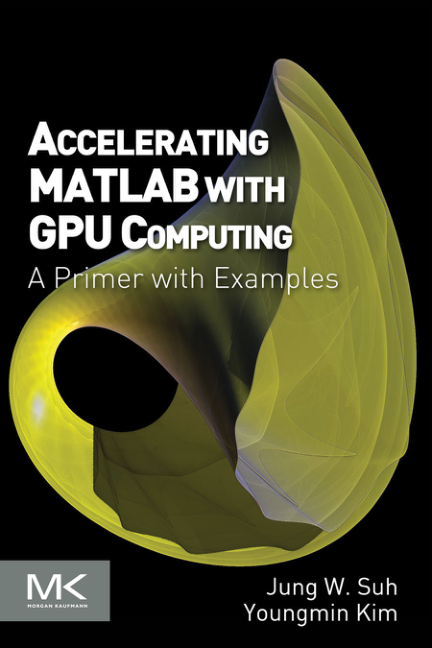 ACCELERATING
MATLAB WITH
GPU COMPUTING
A Primer with Examples
Jung W. Suh
Youngmin Kim
MK
MORGAN KAUFMANN